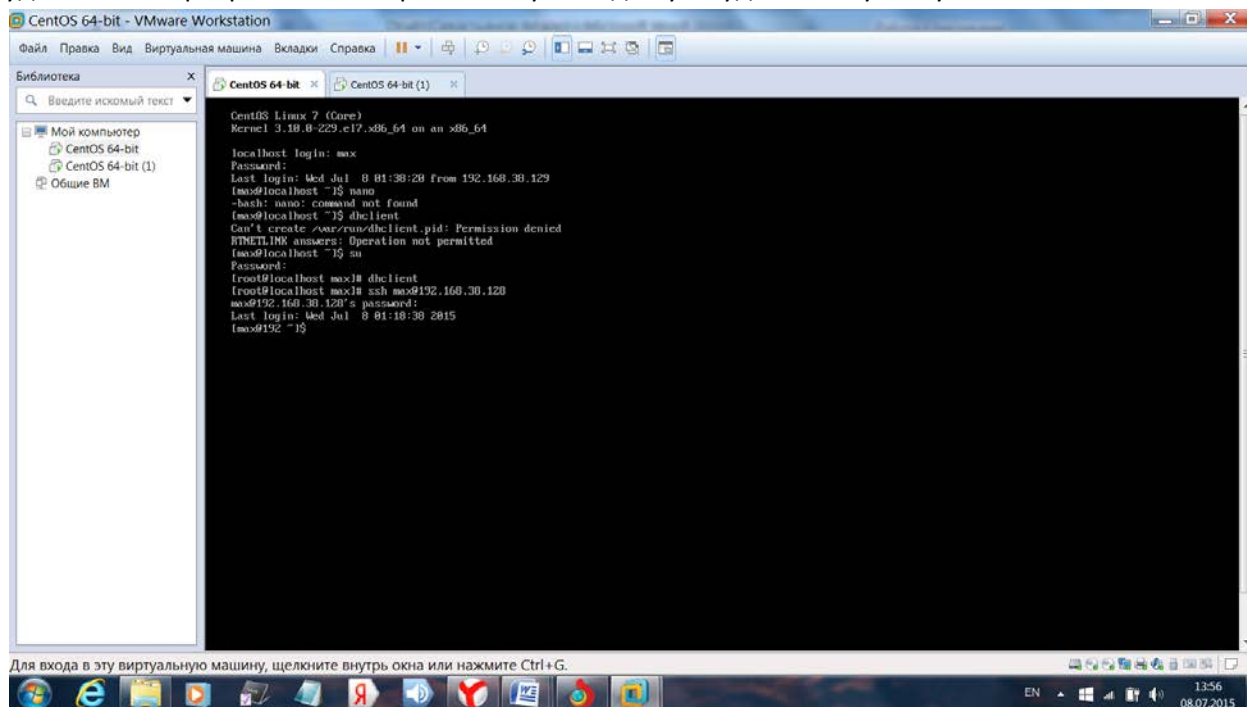 CentOS 64-bit - VMware Workstation
Файл Правка Вид Виртуальная машина Вкладки Справка
Библиотека x
Введите искомый текст
Мой компьютер
CentOS 64-bit
CentOS 64-bit (1)
Общие ВМ
CentOS 64-bit × CentOS 64-bit (1) ×
CentOS Linux 7 (Core)
Kernel 3.10.0-229.el7.x86_64 on an x86_64
localhost login: max
Password:
Last login: Wed Jul 8 01:38:20 from 192.168.38.129
[max@localhost ~]$ nano
-bash: nano: command not found
[max@localhost ~]$ dhclient
Can't create /var/run/dhclient.pid: Permission denied
RTNETLINK answers: Operation not permitted
[max@localhost ~]$ su
Password:
[root@localhost max]# dhclient
[root@localhost max]# ssh max@192.168.38.128
max@192.168.38.128's password:
Last login: Wed Jul 8 01:18:38 2015
[max@192 ~]$
Для входа в эту виртуальную машину, щелкните внутрь окна или нажмите Ctrl+G.
EN 13:56
08.07.2015